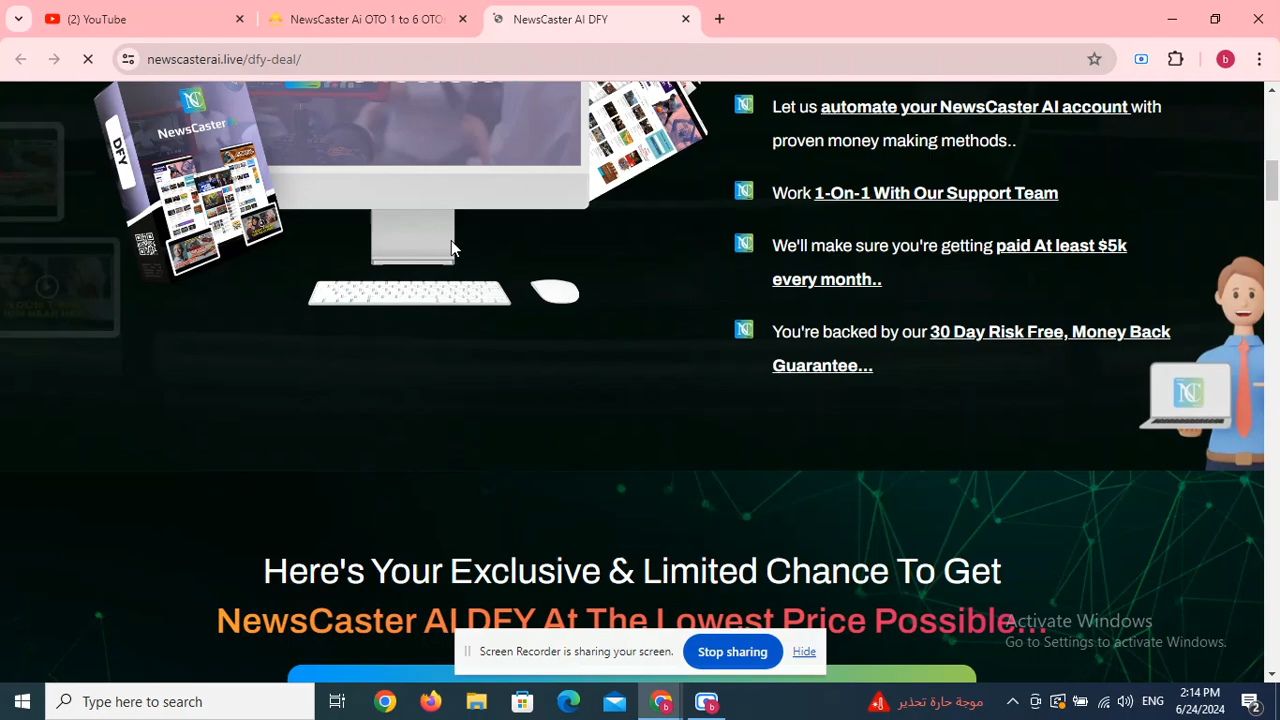 (2) YouTube
NewsCaster Ai OTO 1 to 6 OTO
NewsCaster AI DFY
newscasterai.live/dfy-deal/
b
NewsCaster
DFY
Let us automate your NewsCaster AI account with
proven money making methods..
Work 1-On-1 With Our Support Team
We'll make sure you're getting paid At least $5k
every month..
You're backed by our 30 Day Risk Free, Money Back
Guarantee...
Here's Your Exclusive & Limited Chance To Get
NewsCaster AI DFY At The Lowest Price Possible...
Activate Windows
Go to Settings to activate Windows.
Screen Recorder is sharing your screen.
Stop sharing
Hide
Type here to search
موجة حارة تحذير
ENG
2:14 PM
6/24/2024
2